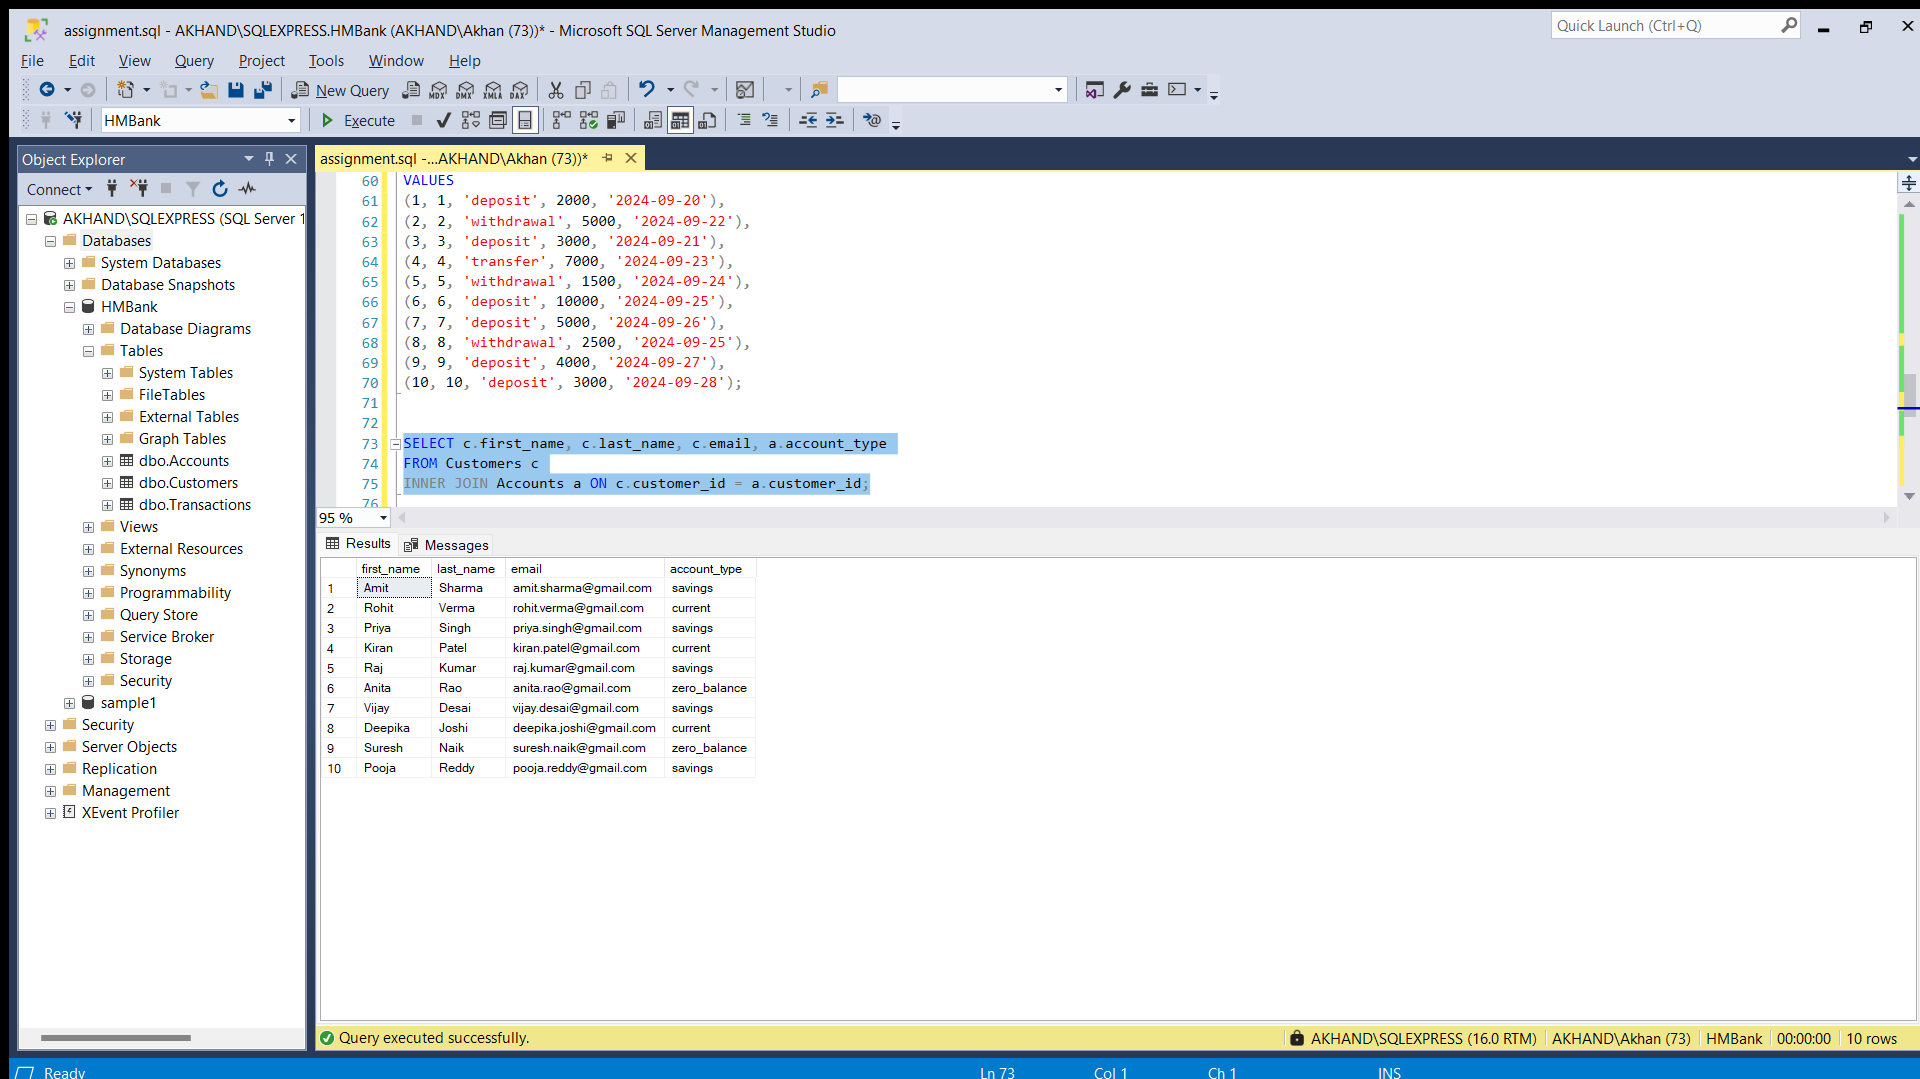 assignment.sql - AKHAND\SQLEXPRESS.HMBank (AKHAND\Akhan (73))* - Microsoft SQL Server Management Studio
Quick Launch (Ctrl+Q)
File Edit View Query Project Tools Window Help
New Query MDX DMX XMLA DAX
HMBank Execute
Object Explorer
Connect
AKHAND\SQLEXPRESS (SQL Server 1
Databases
System Databases
Database Snapshots
HMBank
Database Diagrams
Tables
System Tables
FileTables
External Tables
Graph Tables
dbo.Accounts
dbo.Customers
dbo.Transactions
Views
External Resources
Synonyms
Programmability
Query Store
Service Broker
Storage
Security
sample1
Security
Server Objects
Replication
Management
XEvent Profiler
assignment.sql -...AKHAND\Akhan (73))*
60 VALUES
61 (1, 1, 'deposit', 2000, '2024-09-20'),
62 (2, 2, 'withdrawal', 5000, '2024-09-22'),
63 (3, 3, 'deposit', 3000, '2024-09-21'),
64 (4, 4, 'transfer', 7000, '2024-09-23'),
65 (5, 5, 'withdrawal', 1500, '2024-09-24'),
66 (6, 6, 'deposit', 10000, '2024-09-25'),
67 (7, 7, 'deposit', 5000, '2024-09-26'),
68 (8, 8, 'withdrawal', 2500, '2024-09-25'),
69 (9, 9, 'deposit', 4000, '2024-09-27'),
70 (10, 10, 'deposit', 3000, '2024-09-28');
71
72
73 SELECT c.first_name, c.last_name, c.email, a.account_type
74 FROM Customers c
75 INNER JOIN Accounts a ON c.customer_id = a.customer_id;
76
95 %
Results Messages
first_name last_name email account_type
1 Amit Sharma amit.sharma@gmail.com savings
2 Rohit Verma rohit.verma@gmail.com current
3 Priya Singh priya.singh@gmail.com savings
4 Kiran Patel kiran.patel@gmail.com current
5 Raj Kumar raj.kumar@gmail.com savings
6 Anita Rao anita.rao@gmail.com zero_balance
7 Vijay Desai vijay.desai@gmail.com savings
8 Deepika Joshi deepika.joshi@gmail.com current
9 Suresh Naik suresh.naik@gmail.com zero_balance
10 Pooja Reddy pooja.reddy@gmail.com savings
Query executed successfully. AKHAND\SQLEXPRESS (16.0 RTM) AKHAND\Akhan (73) HMBank 00:00:00 10 rows
Ready Ln 73 Col 1 Ch 1 INS